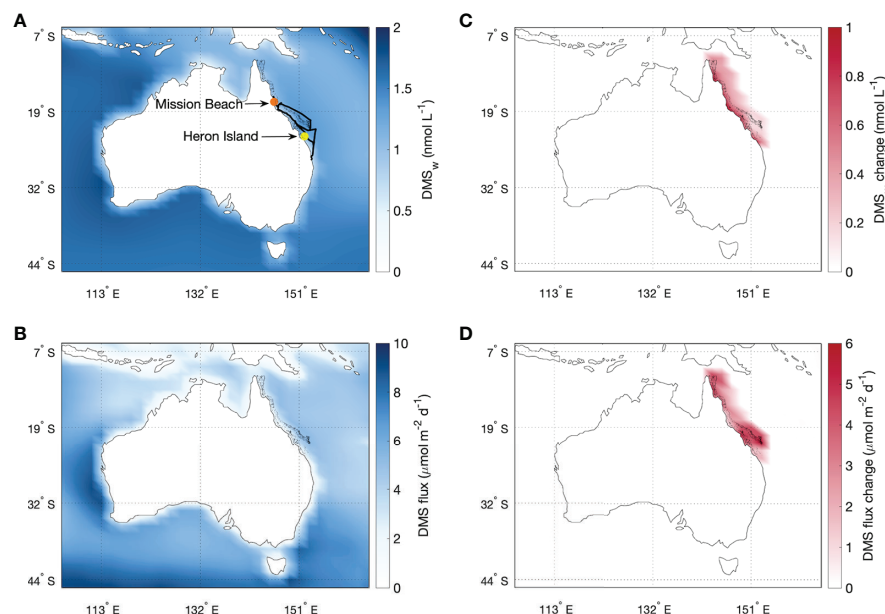 A
7° S
19° S
32° S
44° S
113° E
132° E
151° E
Mission Beach
Heron Island
2
1.5
1
0.5
0
DMS_w (nmol L⁻¹)
C
7° S
19° S
32° S
44° S
113° E
132° E
151° E
1
0.8
0.6
0.4
0.2
0
DMS change (nmol L⁻¹)
B
7° S
19° S
32° S
44° S
113° E
132° E
151° E
10
8
6
4
2
0
DMS flux (μmol m⁻² d⁻¹)
D
7° S
19° S
32° S
44° S
113° E
132° E
151° E
6
5
4
3
2
1
0
DMS flux change (μmol m⁻² d⁻¹)